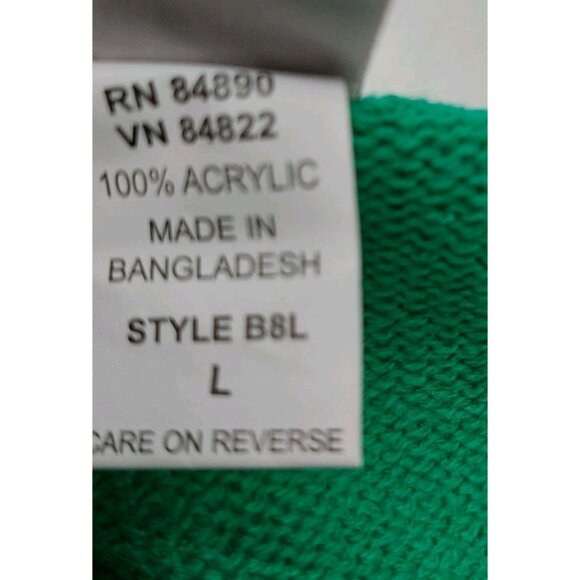 RN 84890
VN 84822
100% ACRYLIC
MADE IN
BANGLADESH
STYLE B8L
L
CARE ON REVERSE